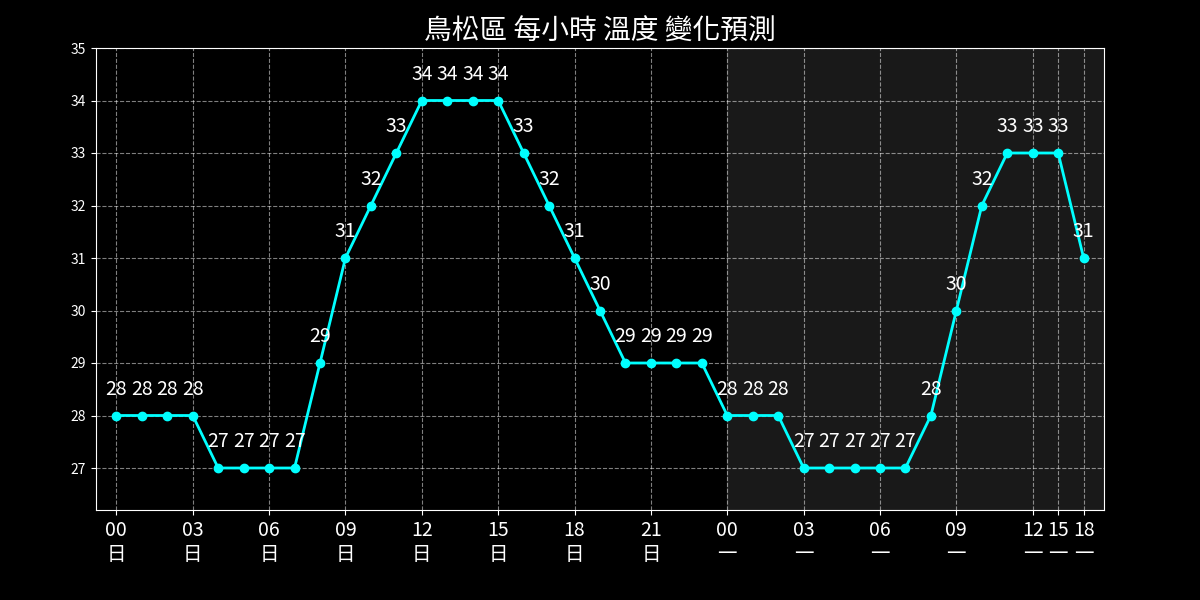 鳥松區 每小時 溫度 變化預測
35
34 34 34 34
34
33 33 33 33 33
33
32 32 32
32
31 31 31
31
30 30
30
29 29 29 29 29
29
28 28 28 28 28 28 28 28
28
27 27 27 27 27 27 27 27 27
27
00 03 06 09 12 15 18 21 00 03 06 09 12 15 18
日 日 日 日 日 日 日 日 一 一 一 一 一 一 一